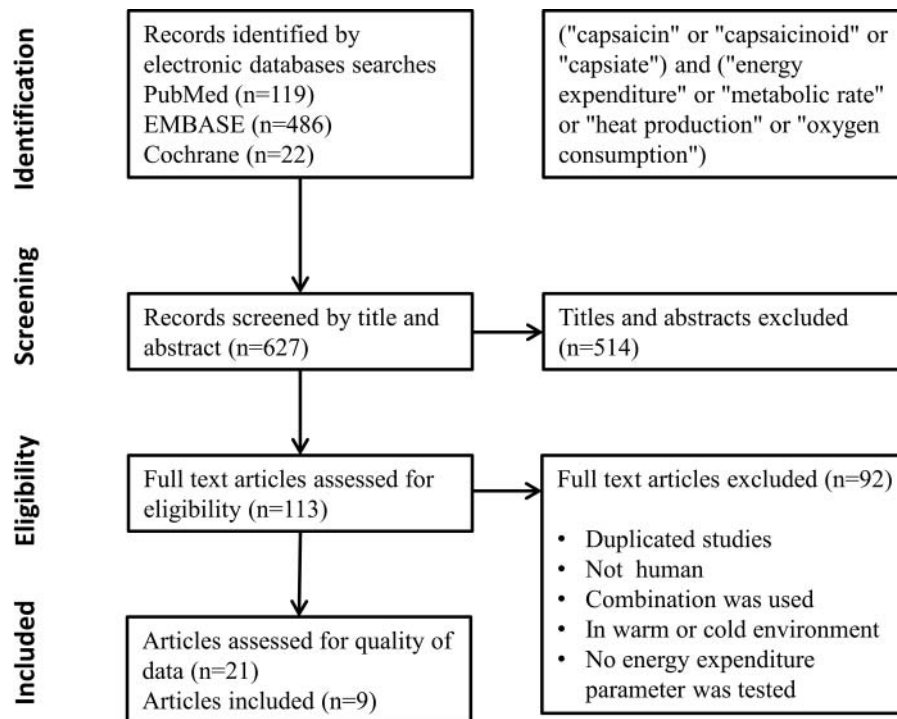 Identification
Records identified by
electronic databases searches
PubMed (n=119)
EMBASE (n=486)
Cochrane (n=22)
("capsaicin" or "capsaicinoid" or
"capsiate") and ("energy
expenditure" or "metabolic rate"
or "heat production" or "oxygen
consumption")
Screening
Records screened by title and
abstract (n=627)
Titles and abstracts excluded
(n=514)
Eligibility
Full text articles assessed for
eligibility (n=113)
Full text articles excluded (n=92)
• Duplicated studies
• Not human
• Combination was used
• In warm or cold environment
• No energy expenditure
parameter was tested
Included
Articles assessed for quality of
data (n=21)
Articles included (n=9)